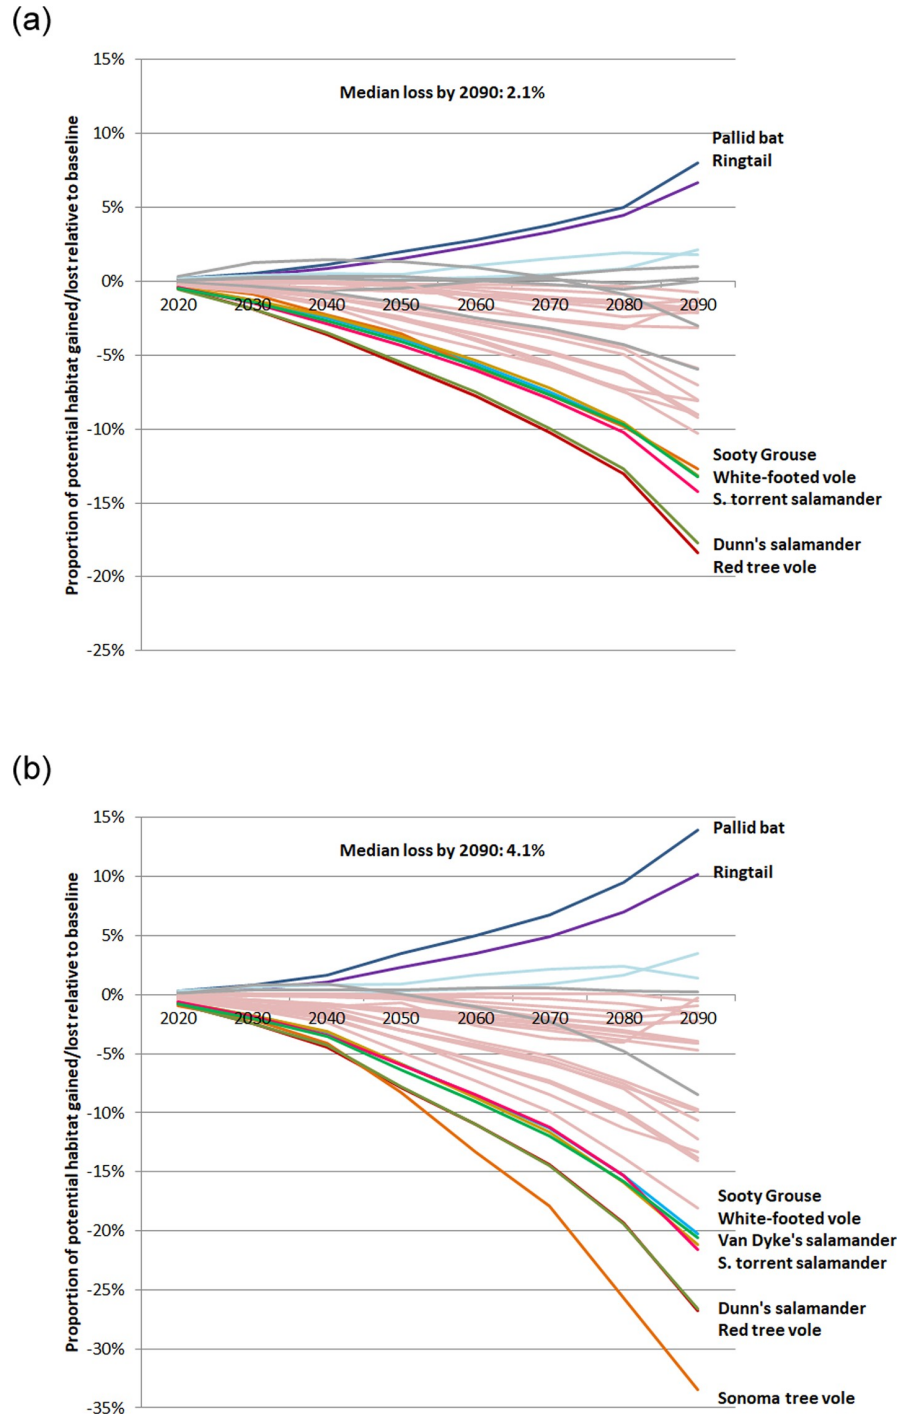 (a)
Proportion of potential habitat gained/lost relative to baseline
15%
Median loss by 2090: 2.1%
10%
Pallid bat
Ringtail
5%
0%
2020 2030 2040 2050 2060 2070 2080 2090
-5%
-10%
Sooty Grouse
White-footed vole
S. torrent salamander
-15%
Dunn's salamander
Red tree vole
-20%
-25%
(b)
Proportion of potential habitat gained/lost relative to baseline
15%
Pallid bat
Median loss by 2090: 4.1%
10%
Ringtail
5%
0%
2020 2030 2040 2050 2060 2070 2080 2090
-5%
-10%
-15%
Sooty Grouse
White-footed vole
-20%
Van Dyke's salamander
S. torrent salamander
-25%
Dunn's salamander
Red tree vole
-30%
Sonoma tree vole
-35%